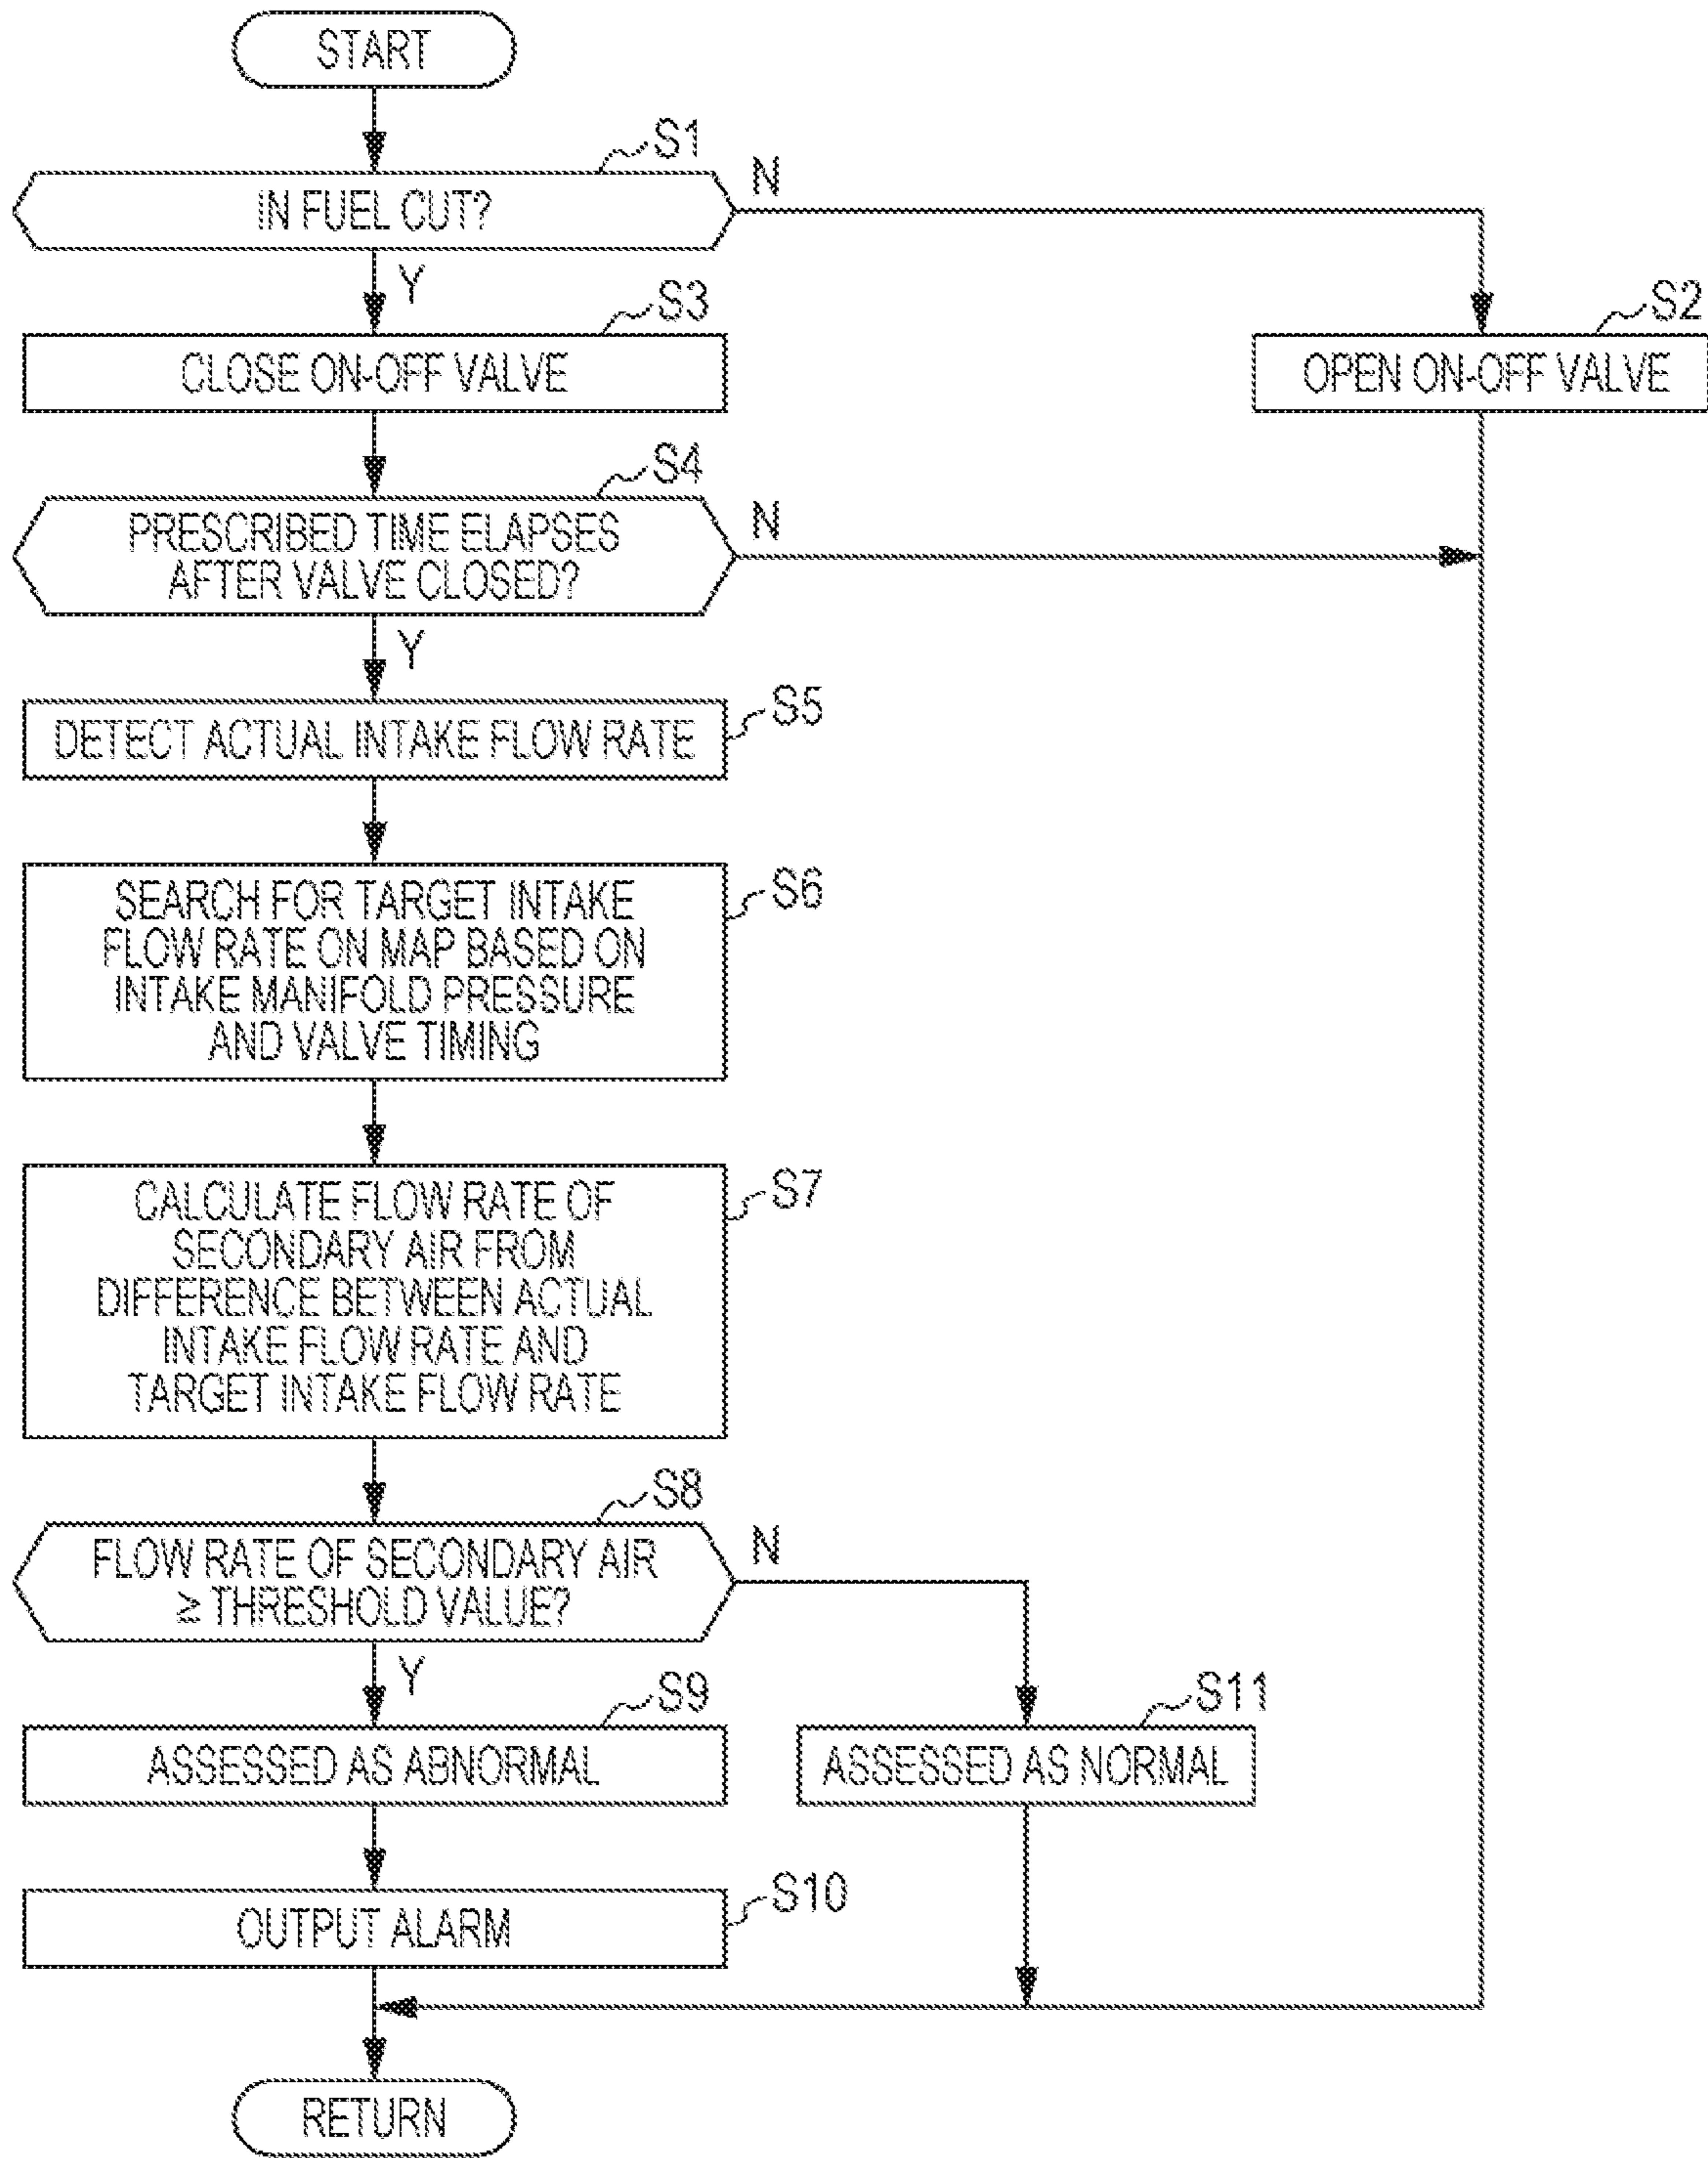 START
S1
IN FUEL CUT?
N
Y
S3
CLOSE ON-OFF VALVE
S2
OPEN ON-OFF VALVE
S4
PRESCRIBED TIME ELAPSES
AFTER VALVE CLOSED?
N
Y
S5
DETECT ACTUAL INTAKE FLOW RATE
S6
SEARCH FOR TARGET INTAKE
FLOW RATE ON MAP BASED ON
INTAKE MANIFOLD PRESSURE
AND VALVE TIMING
S7
CALCULATE FLOW RATE OF
SECONDARY AIR FROM
DIFFERENCE BETWEEN ACTUAL
INTAKE FLOW RATE AND
TARGET INTAKE FLOW RATE
S8
FLOW RATE OF SECONDARY AIR
≥ THRESHOLD VALUE?
N
Y
S9
ASSESSED AS ABNORMAL
S11
ASSESSED AS NORMAL
S10
OUTPUT ALARM
RETURN